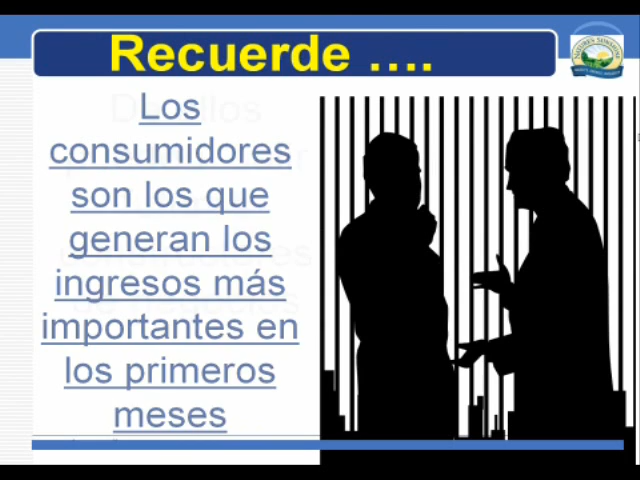 Recuerde ....
Los
consumidores
son los que
generan los
ingresos más
importantes en
los primeros
meses